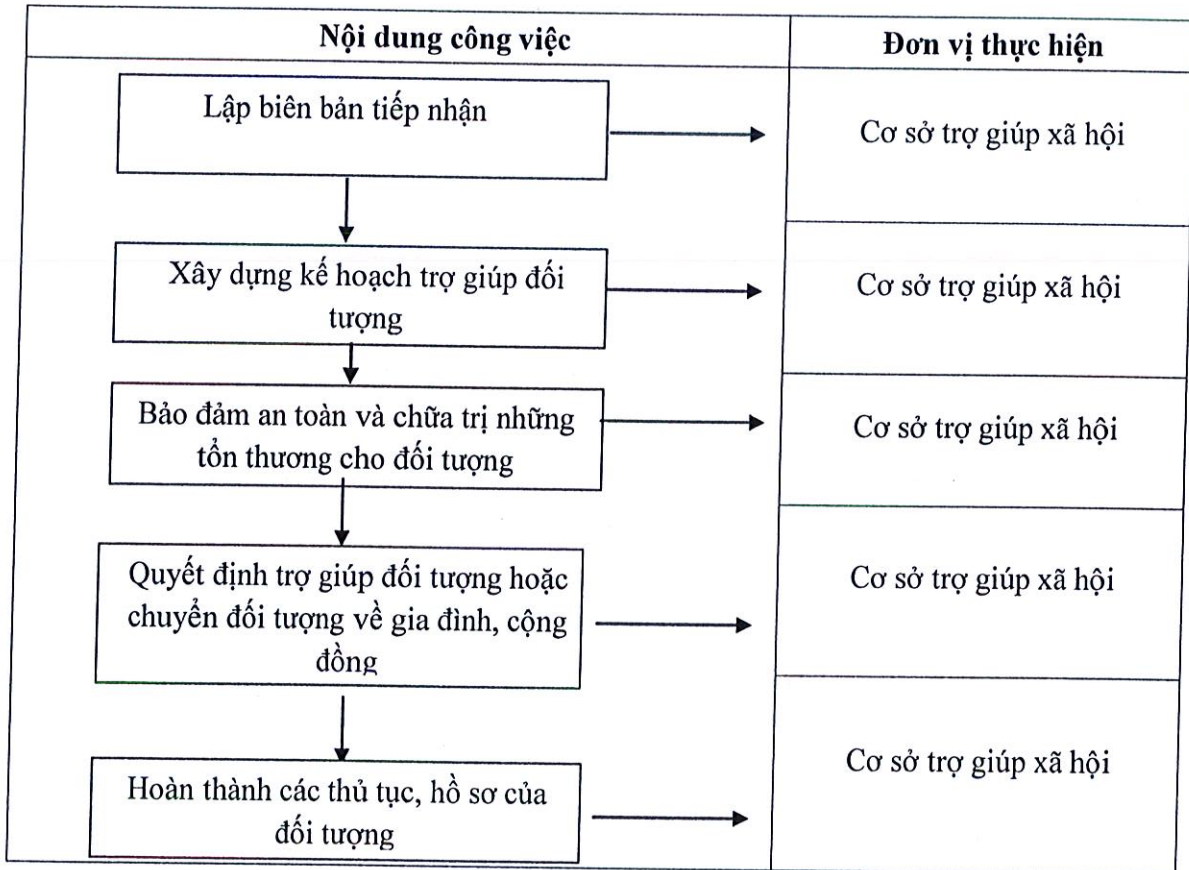 Nội dung công việc
Đơn vị thực hiện
Lập biên bản tiếp nhận
Cơ sở trợ giúp xã hội
Xây dựng kế hoạch trợ giúp đối
tượng
Cơ sở trợ giúp xã hội
Bảo đảm an toàn và chữa trị những
tổn thương cho đối tượng
Cơ sở trợ giúp xã hội
Quyết định trợ giúp đối tượng hoặc
chuyển đối tượng về gia đình, cộng
đồng
Cơ sở trợ giúp xã hội
Hoàn thành các thủ tục, hồ sơ của
đối tượng
Cơ sở trợ giúp xã hội